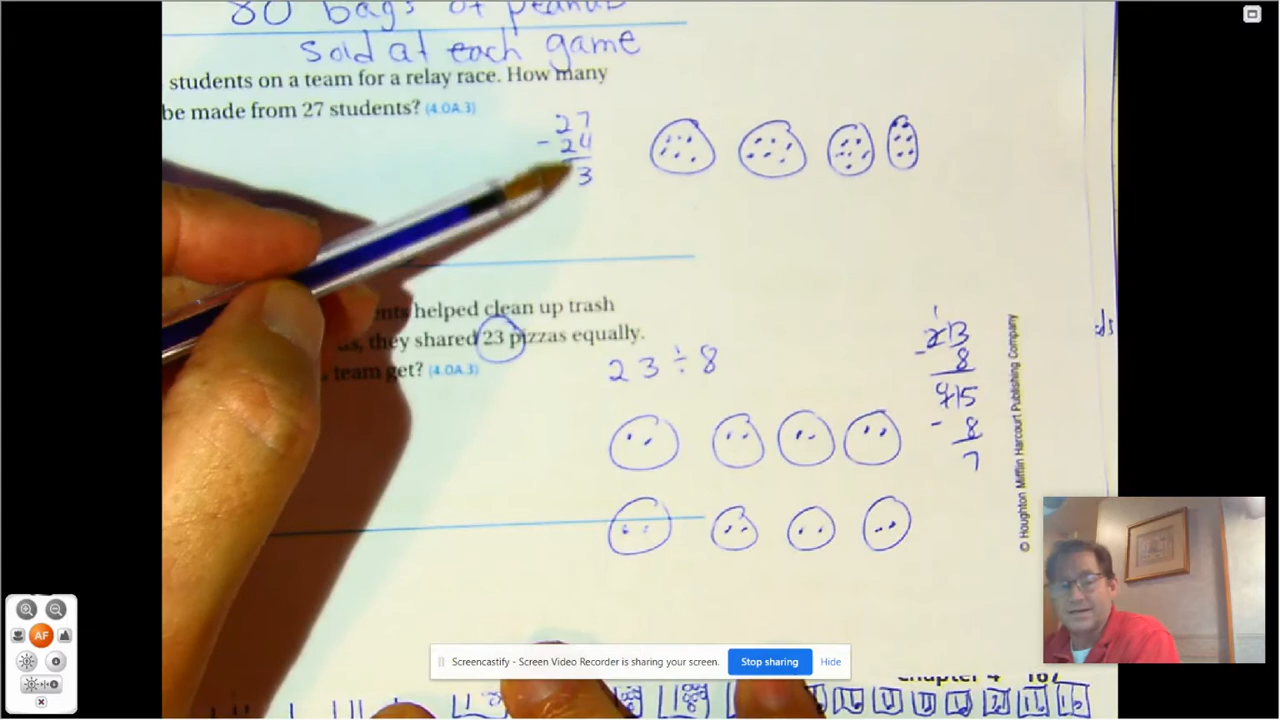 80 bags of peanuts
sold at each game
students on a team for a relay race. How many
be made from 27 students? (4.OA.3)
27
- 24
3
helped clean up trash
they shared 23 pizzas equally.
team get? (4.OA.3)
23 ÷ 8
1
23
- 8
15
- 8
7
© Houghton Mifflin Harcourt Publishing Company
Chapter 4 167
AF
Screencastify - Screen Video Recorder is sharing your screen.
Stop sharing
Hide